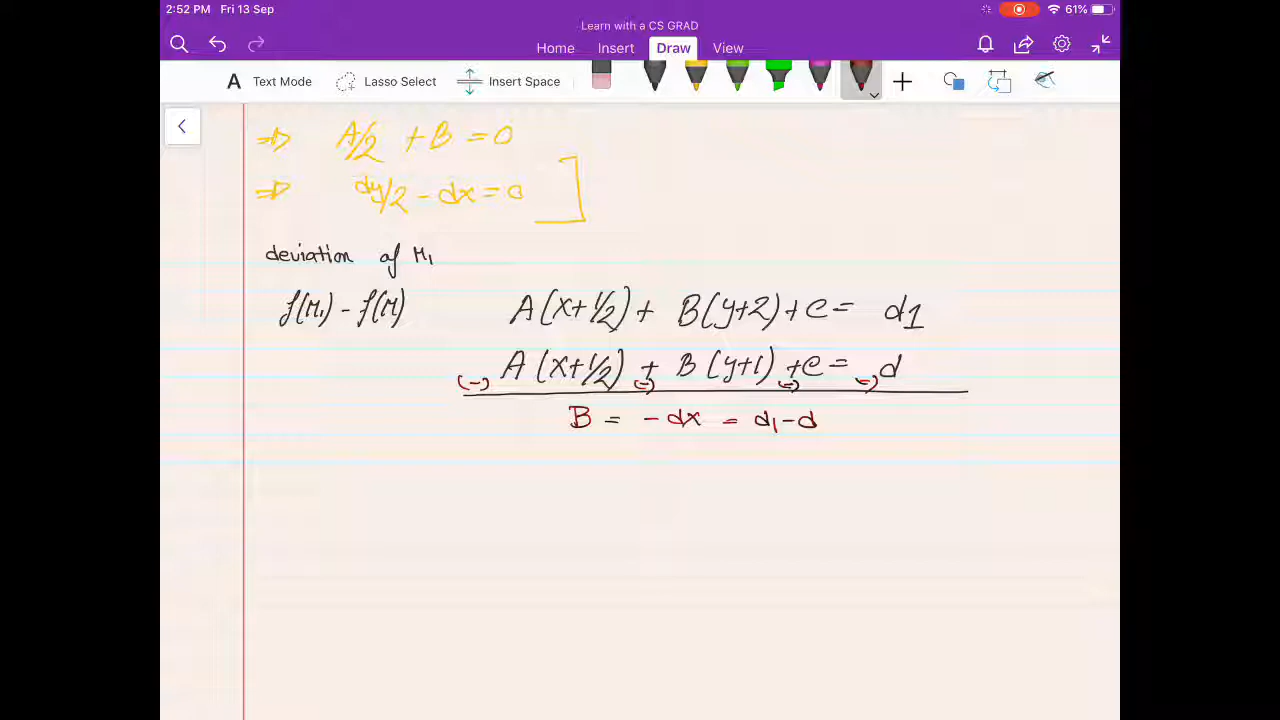 2:52 PM Fri 13 Sep 61%
Learn with a CS GRAD
Home Insert Draw View
A Text Mode Lasso Select Insert Space
⇒ A/2 + B = 0
⇒ dy/2 - dx = 0
deviation of M1
f(M1) - f(M) A(x+1/2) + B(y+2) + C = d1
(-) A(x+1/2) + (-) B(y+1) + (-) C = (-) d
B = - dx = d1 - d